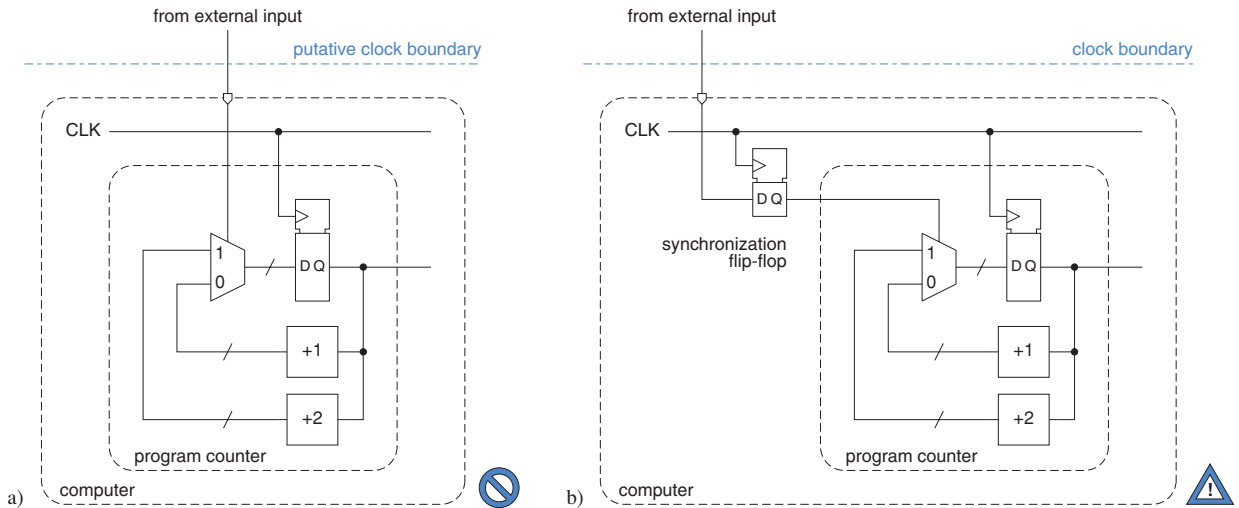 from external input
putative clock boundary
CLK
1
0
D Q
+1
+2
program counter
computer
a)
from external input
clock boundary
CLK
D Q
synchronization
flip-flop
1
0
D Q
+1
+2
program counter
computer
b)
!